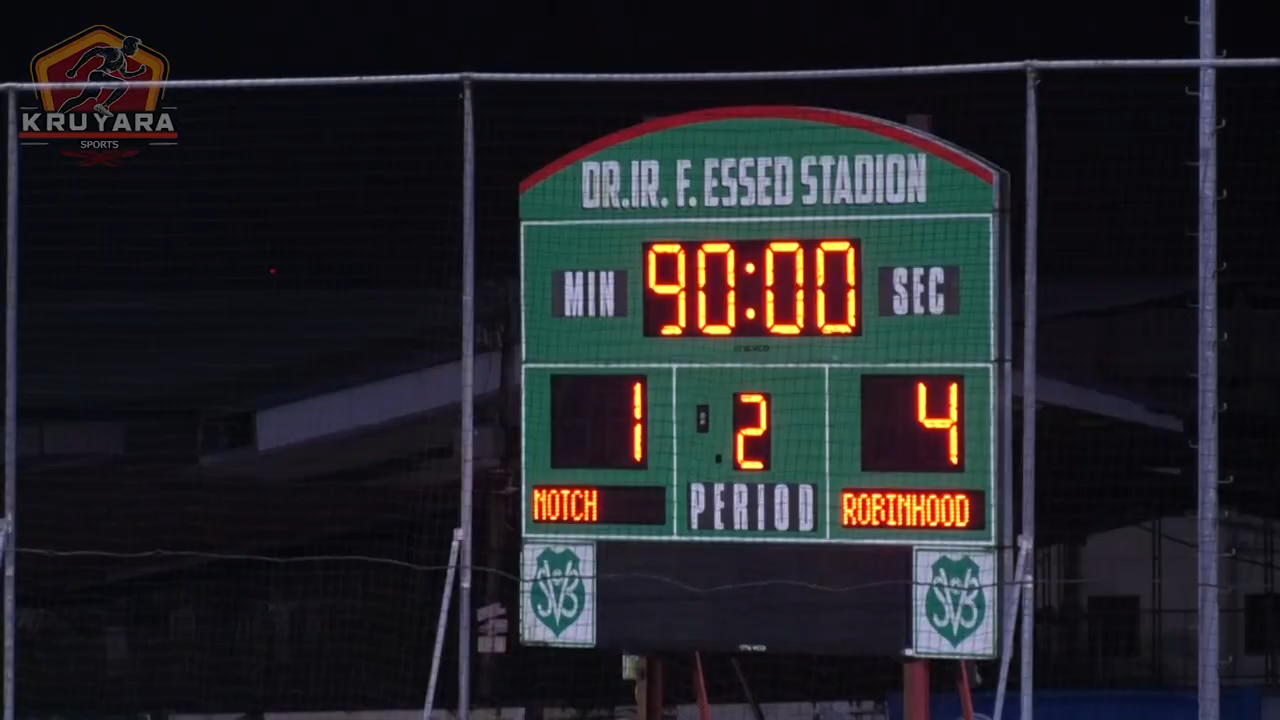 KRUYARA
SPORTS
DR.IR. F. ESSED STADION
MIN 90:00 SEC
1 2 4
NOTCH PERIOD ROBINHOOD
SVB SVB